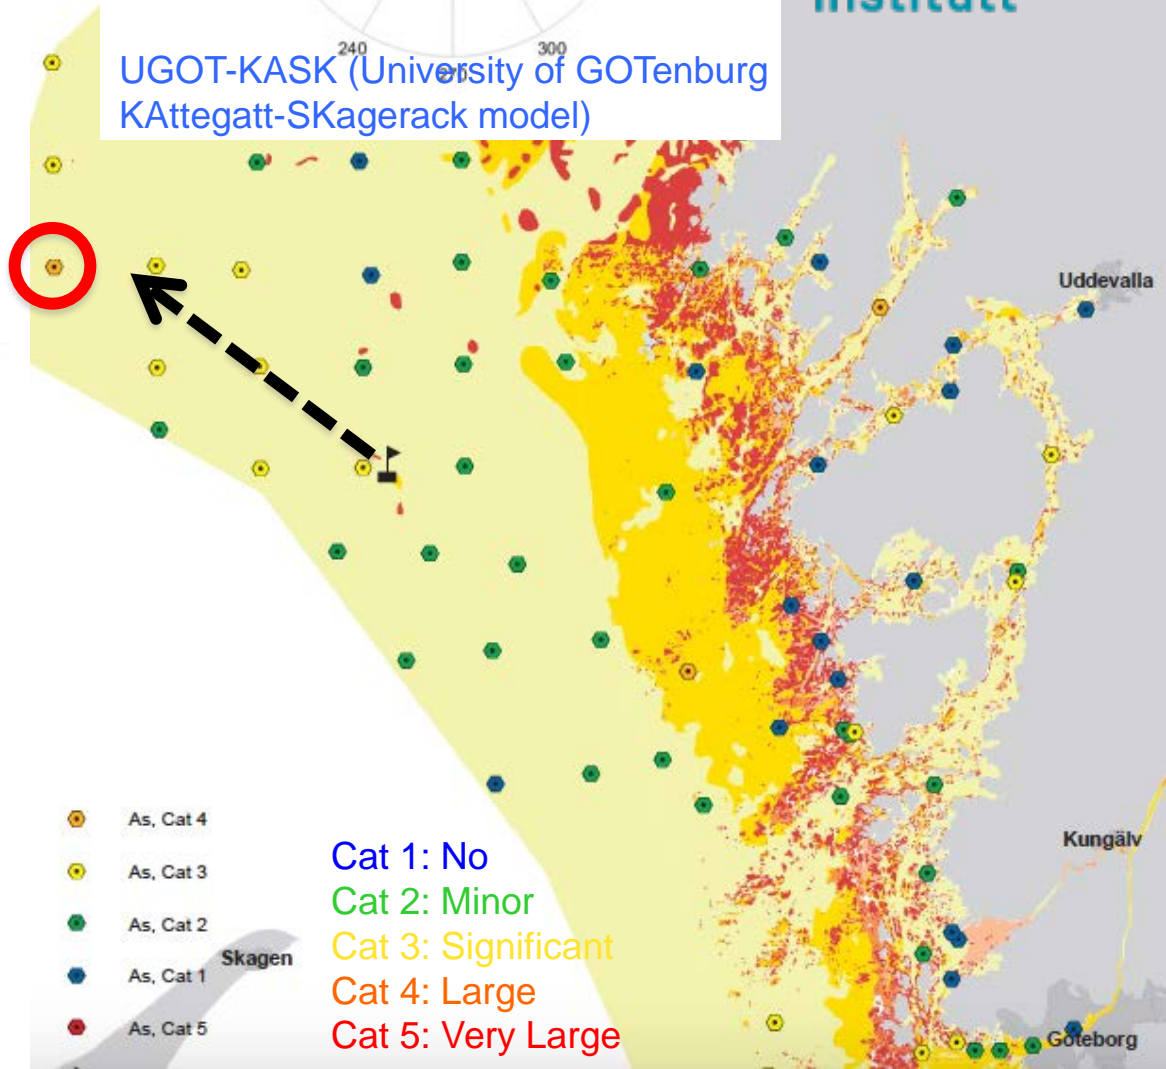 institutt
240
300
270
UGOT-KASK (University of GOTenburg
KAttegatt-SKagerack model)
Uddevalla
Kungälv
As, Cat 4
As, Cat 3
As, Cat 2
As, Cat 1
As, Cat 5
Skagen
Cat 1: No
Cat 2: Minor
Cat 3: Significant
Cat 4: Large
Cat 5: Very Large
Göteborg